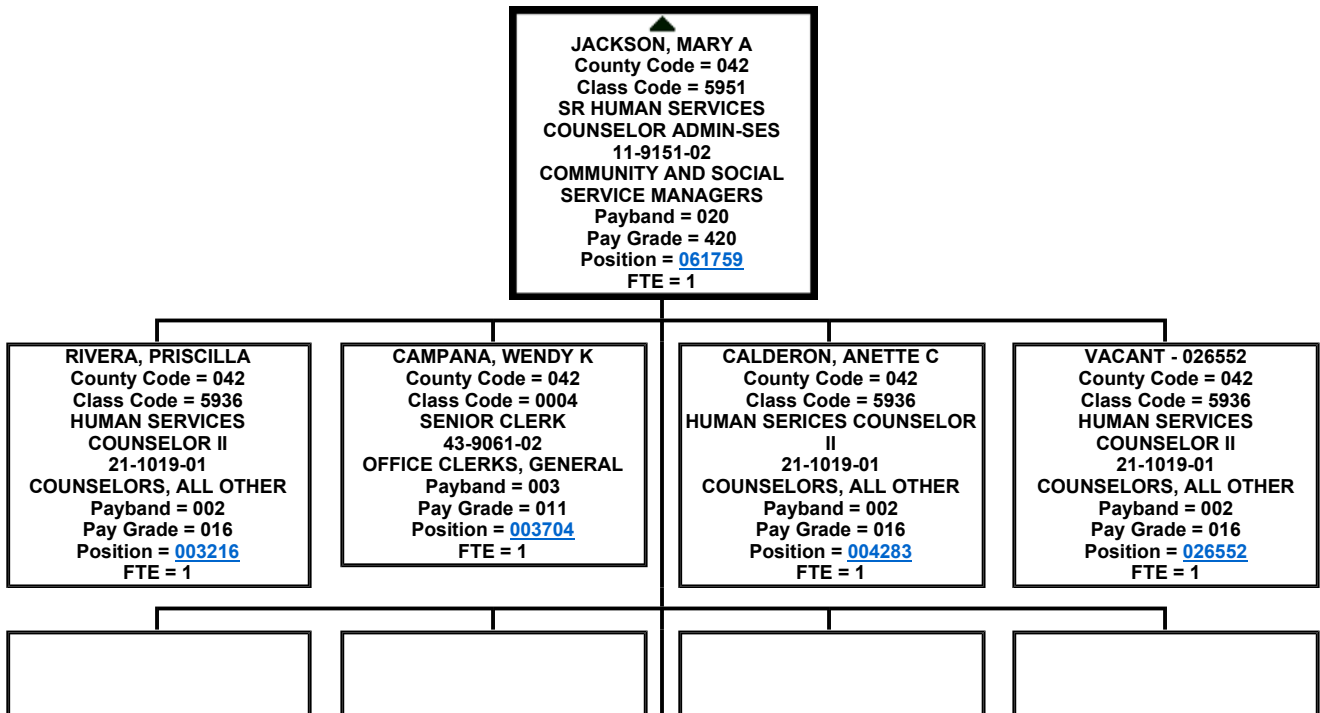 JACKSON, MARY A
County Code = 042
Class Code = 5951
SR HUMAN SERVICES
COUNSELOR ADMIN-SES
11-9151-02
COMMUNITY AND SOCIAL
SERVICE MANAGERS
Payband = 020
Pay Grade = 420
Position = 061759
FTE = 1
RIVERA, PRISCILLA
County Code = 042
Class Code = 5936
HUMAN SERVICES
COUNSELOR II
21-1019-01
COUNSELORS, ALL OTHER
Payband = 002
Pay Grade = 016
Position = 003216
FTE = 1
CAMPANA, WENDY K
County Code = 042
Class Code = 0004
SENIOR CLERK
43-9061-02
OFFICE CLERKS, GENERAL
Payband = 003
Pay Grade = 011
Position = 003704
FTE = 1
CALDERON, ANETTE C
County Code = 042
Class Code = 5936
HUMAN SERICES COUNSELOR
II
21-1019-01
COUNSELORS, ALL OTHER
Payband = 002
Pay Grade = 016
Position = 004283
FTE = 1
VACANT - 026552
County Code = 042
Class Code = 5936
HUMAN SERVICES
COUNSELOR II
21-1019-01
COUNSELORS, ALL OTHER
Payband = 002
Pay Grade = 016
Position = 026552
FTE = 1